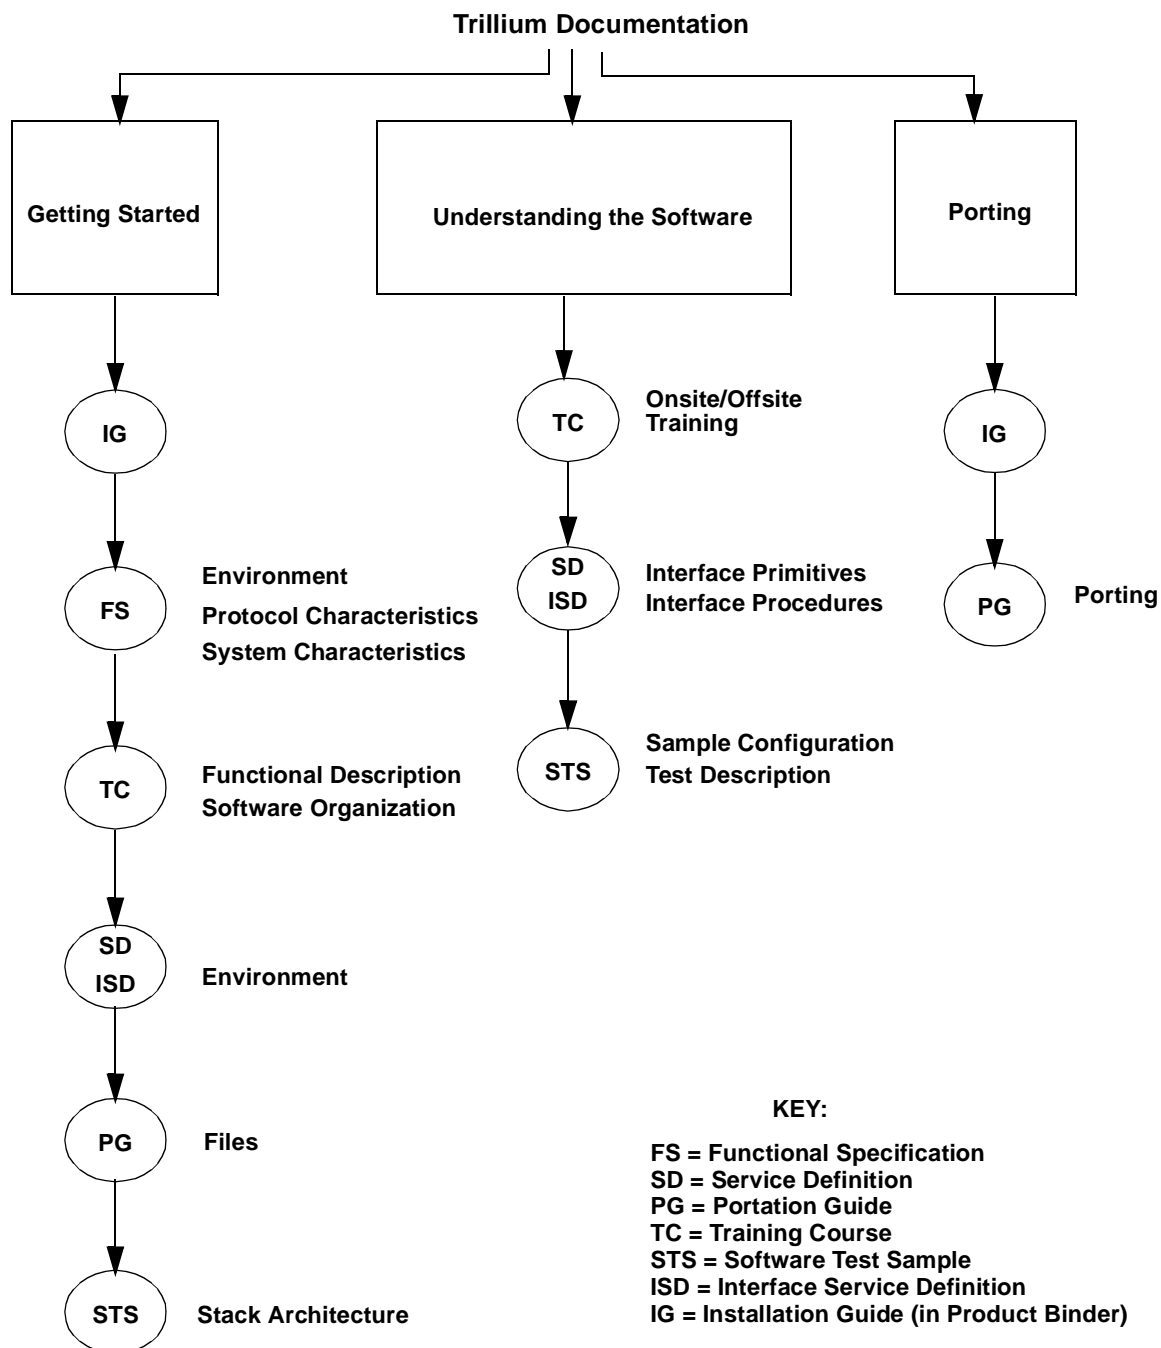 Trillium Documentation
Getting Started
Understanding the Software
Porting
IG
FS
Environment
Protocol Characteristics
System Characteristics
TC
Functional Description
Software Organization
SD
ISD
Environment
PG
Files
STS
Stack Architecture
TC
Onsite/Offsite
Training
SD
ISD
Interface Primitives
Interface Procedures
STS
Sample Configuration
Test Description
IG
PG
Porting
KEY:
FS = Functional Specification
SD = Service Definition
PG = Portation Guide
TC = Training Course
STS = Software Test Sample
ISD = Interface Service Definition
IG = Installation Guide (in Product Binder)